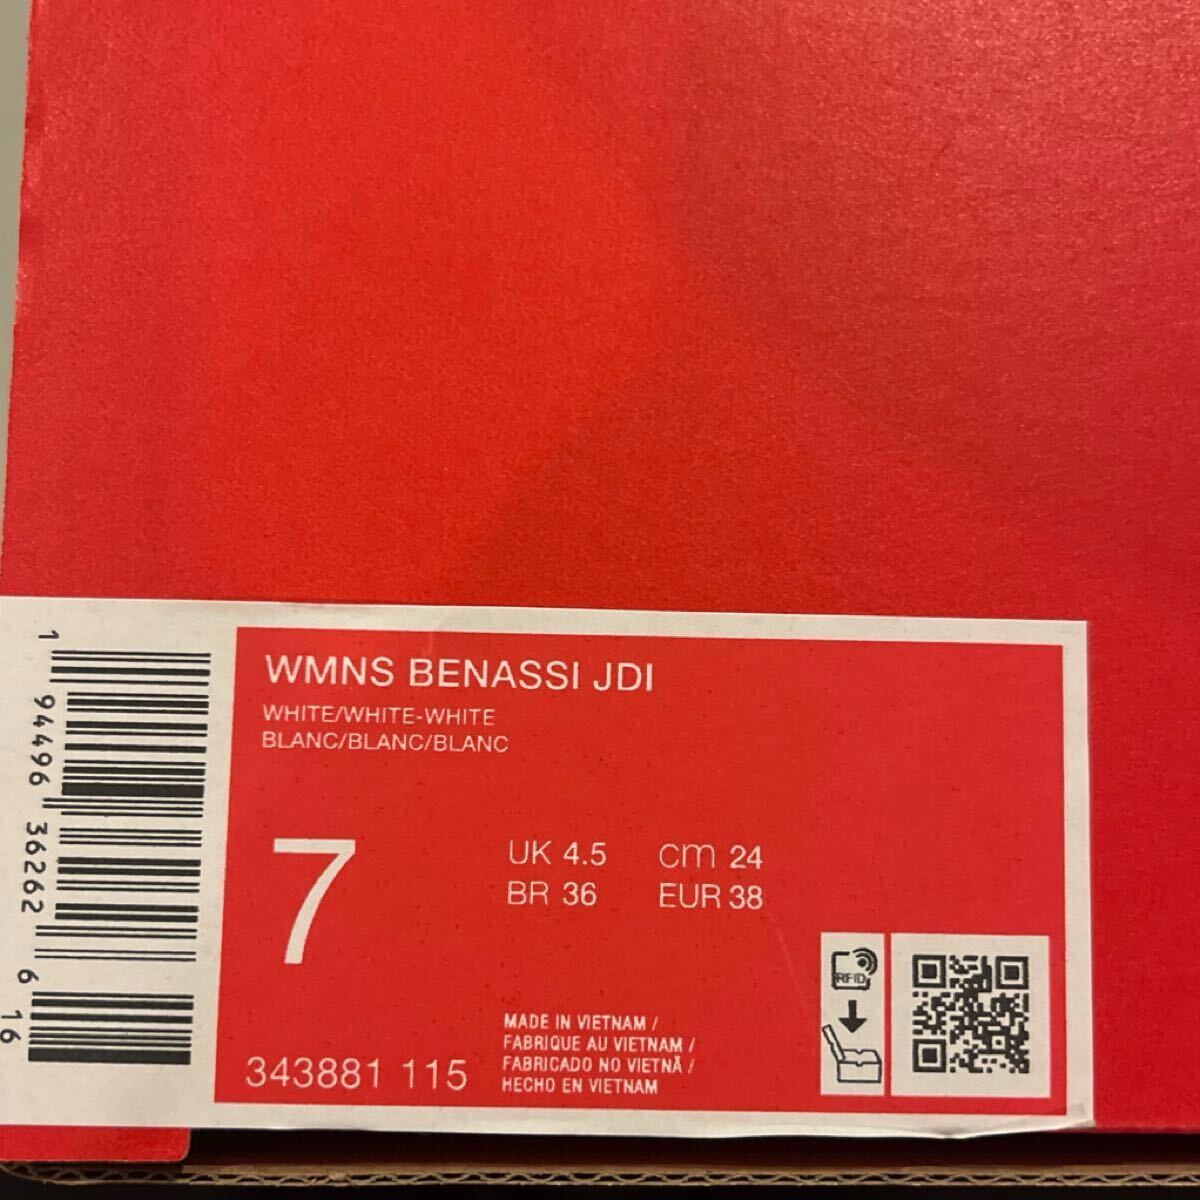 WMNS BENASSI JDI
WHITE/WHITE-WHITE
BLANC/BLANC/BLANC
7
UK 4.5
cm 24
BR 36
EUR 38
343881 115
MADE IN VIETNAM /
FABRIQUE AU VIETNAM /
FABRICADO NO VIETNÃ /
HECHO EN VIETNAM
RFID
1 94496 36262 6 16